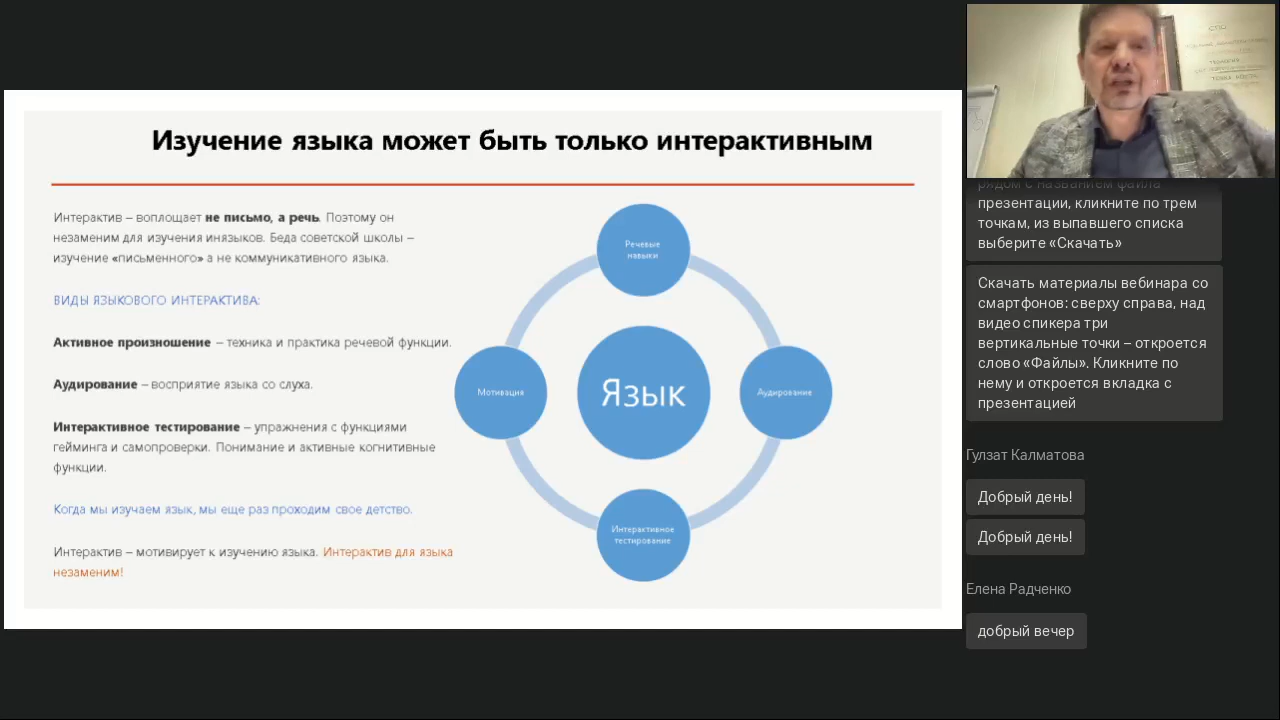 Изучение языка может быть только интерактивным
Интерактив – воплощает не письмо, а речь. Поэтому он
незаменим для изучения инязыков. Беда советской школы –
изучение «письменного» а не коммуникативного языка.
ВИДЫ ЯЗЫКОВОГО ИНТЕРАКТИВА:
Активное произношение – техника и практика речевой функции.
Аудирование – восприятие языка со слуха.
Интерактивное тестирование – упражнения с функциями
гейминга и самопроверки. Понимание и активные когнитивные
функции.
Когда мы изучаем язык, мы еще раз проходим свое детство.
Интерактив – мотивирует к изучению языка. Интерактив для языка
незаменим!
Речевые
навыки
Мотивация
Язык
Аудирование
Интерактивное
тестирование
СПО
ТЕОЛОГИЯ
рядом с названием файла
презентации, кликните по трем
точкам, из выпавшего списка
выберите «Скачать»
Скачать материалы вебинара со
смартфонов: сверху справа, над
видео спикера три
вертикальные точки – откроется
слово «Файлы». Кликните по
нему и откроется вкладка с
презентацией
Гулзат Калматова
Добрый день!
Добрый день!
Елена Радченко
добрый вечер